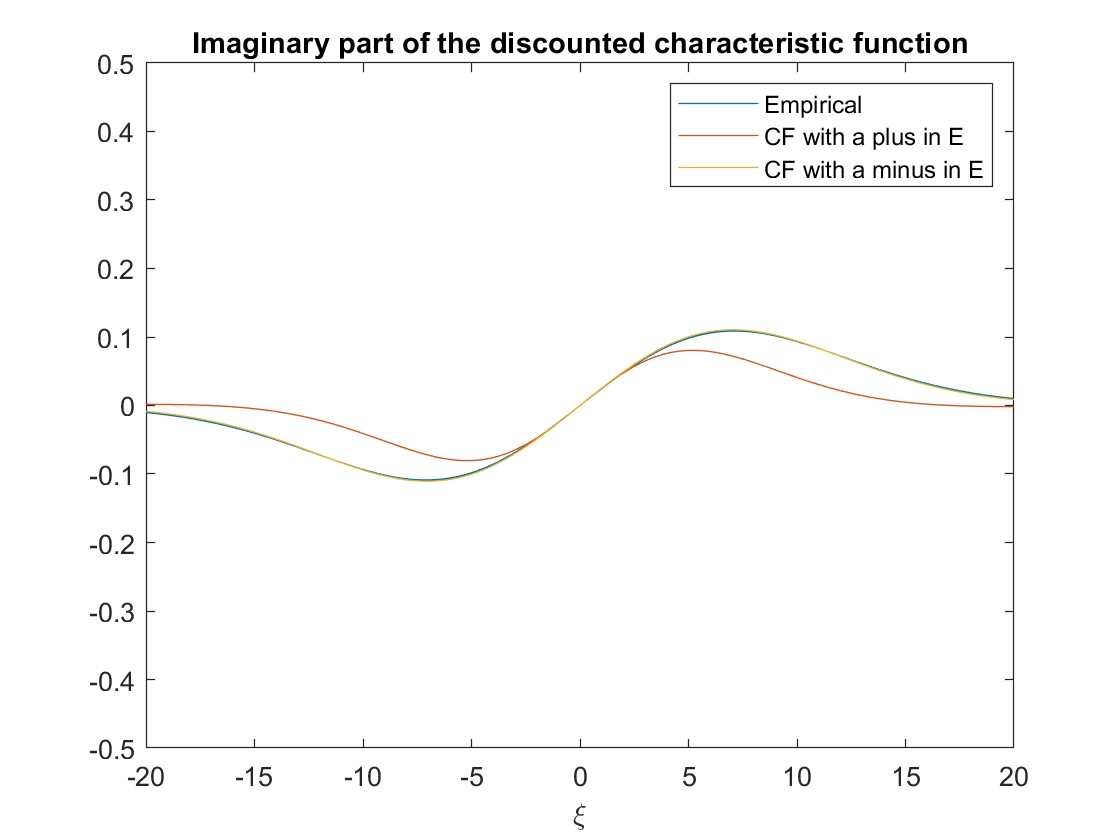 Imaginary part of the discounted characteristic function
0.5
0.4
0.3
0.2
0.1
0
-0.1
-0.2
-0.3
-0.4
-0.5
Empirical
CF with a plus in E
CF with a minus in E
-20 -15 -10 -5 0 5 10 15 20
ξ